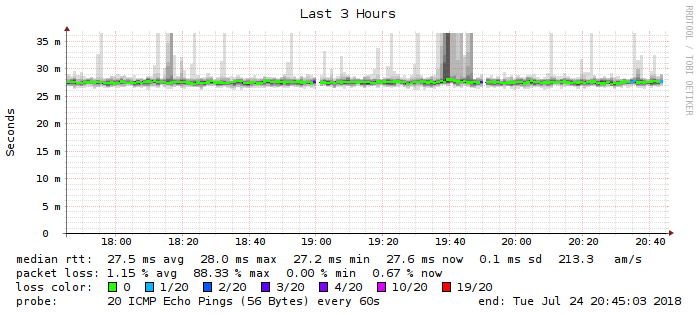 Last 3 Hours
RRDTOOL / TOBI OETIKER
Seconds
35 m
30 m
25 m
20 m
15 m
10 m
5 m
0
18:00 18:20 18:40 19:00 19:20 19:40 20:00 20:20 20:40
median rtt: 27.5 ms avg 28.0 ms max 27.2 ms min 27.6 ms now 0.1 ms sd 213.3 am/s
packet loss: 1.15 % avg 88.33 % max 0.00 % min 0.67 % now
loss color: 0 1/20 2/20 3/20 4/20 10/20 19/20
probe: 20 ICMP Echo Pings (56 Bytes) every 60s end: Tue Jul 24 20:45:03 2018